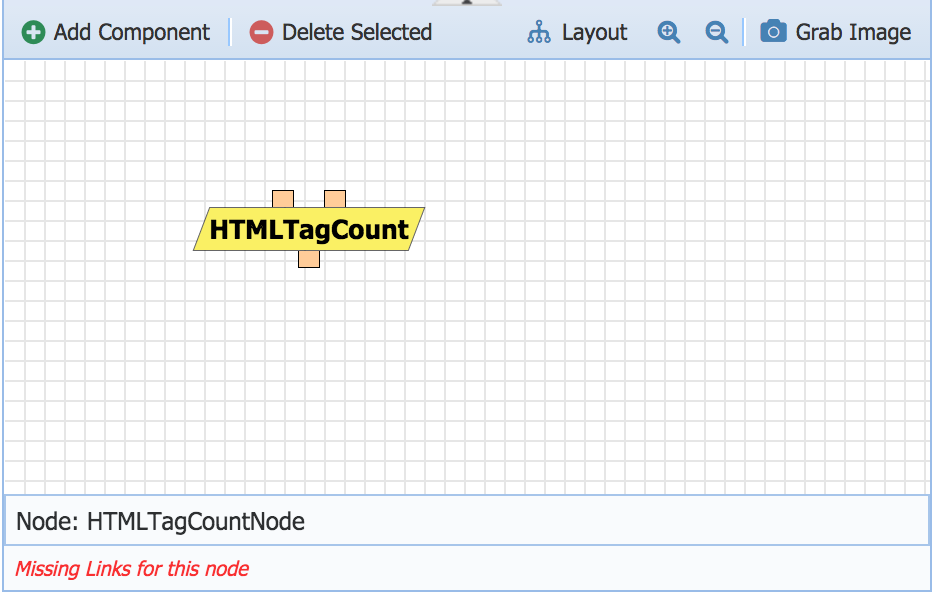 Add Component Delete Selected Layout Grab Image
HTMLTagCount
Node: HTMLTagCountNode
Missing Links for this node